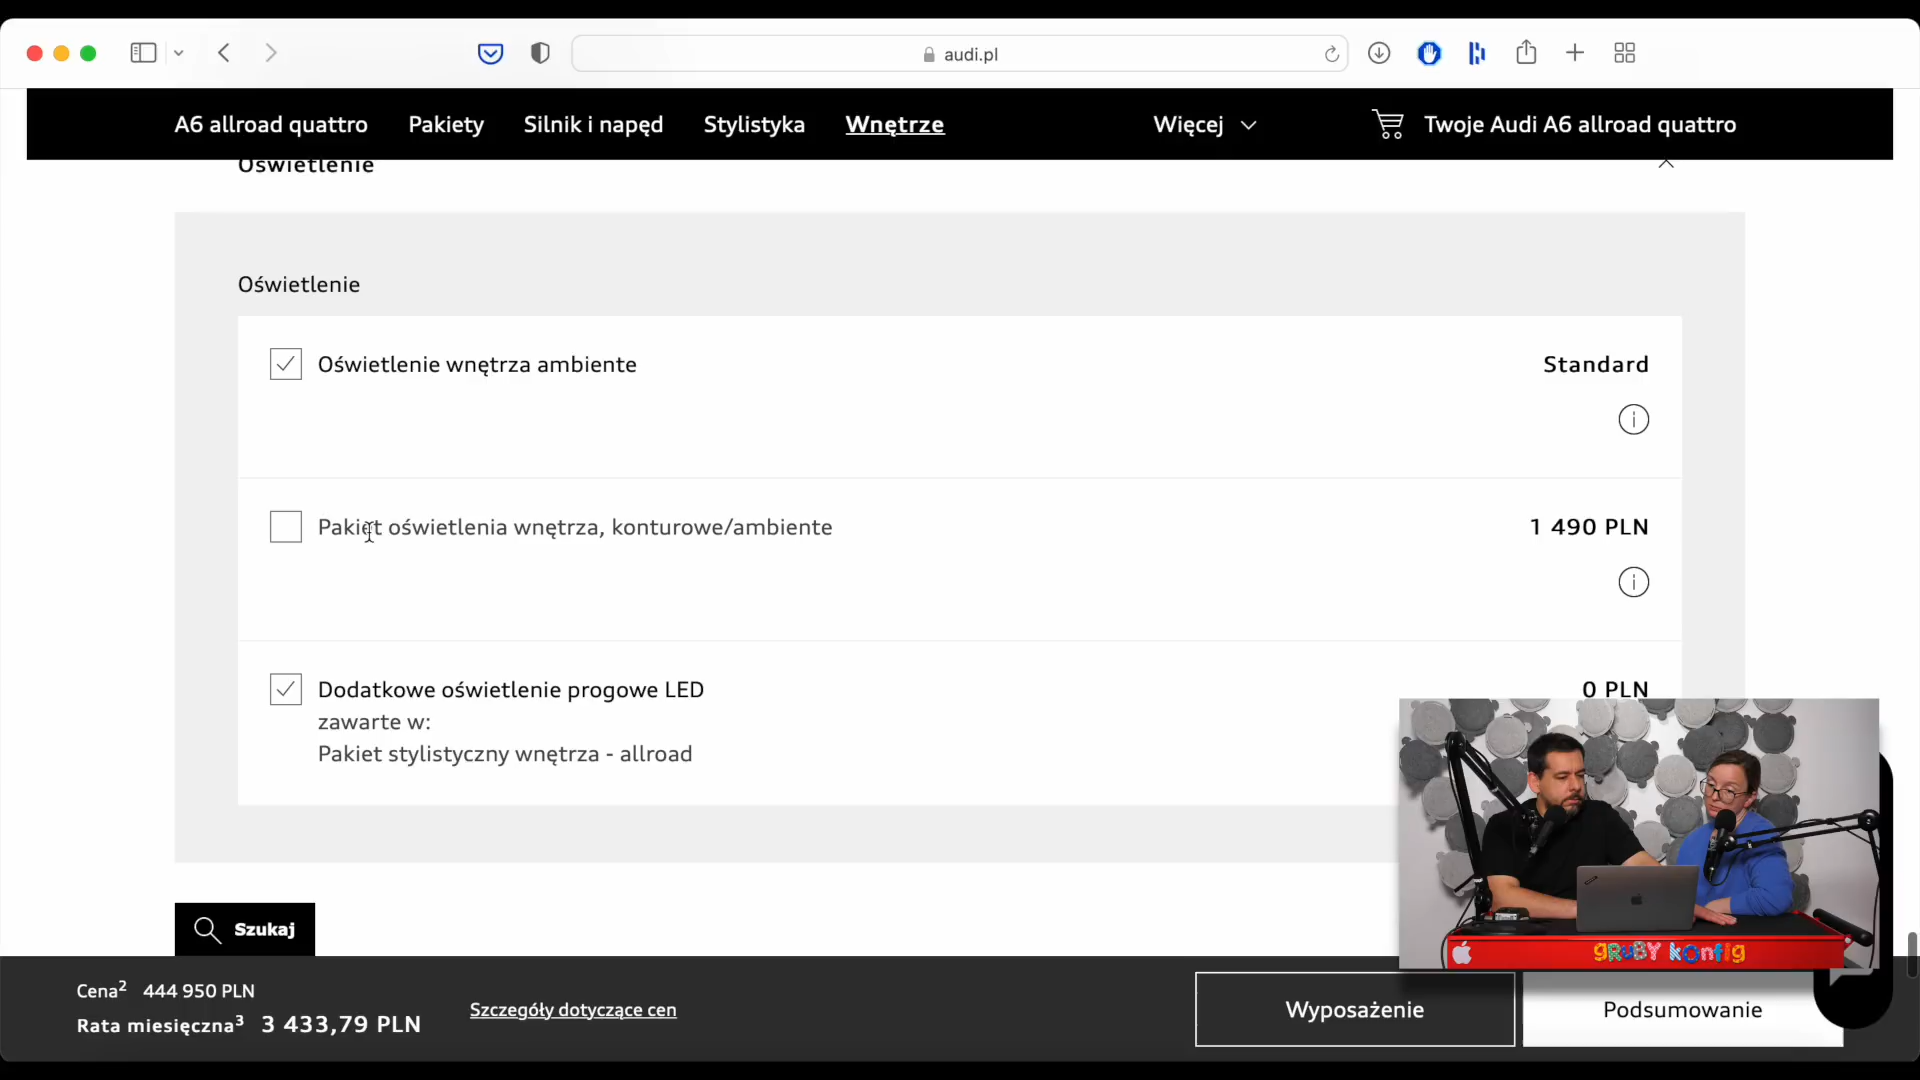 audi.pl
A6 allroad quattro Pakiety Silnik i napęd Stylistyka Wnętrze Więcej Twoje Audi A6 allroad quattro
Oświetlenie
Oświetlenie
Oświetlenie wnętrza ambiente Standard
Pakiet oświetlenia wnętrza, konturowe/ambiente 1 490 PLN
Dodatkowe oświetlenie progowe LED 0 PLN
zawarte w:
Pakiet stylistyczny wnętrza - allroad
Szukaj
GRUBY KONFIG
Cena2 444 950 PLN
Rata miesięczna3 3 433,79 PLN
Szczegóły dotyczące cen
Wyposażenie
Podsumowanie